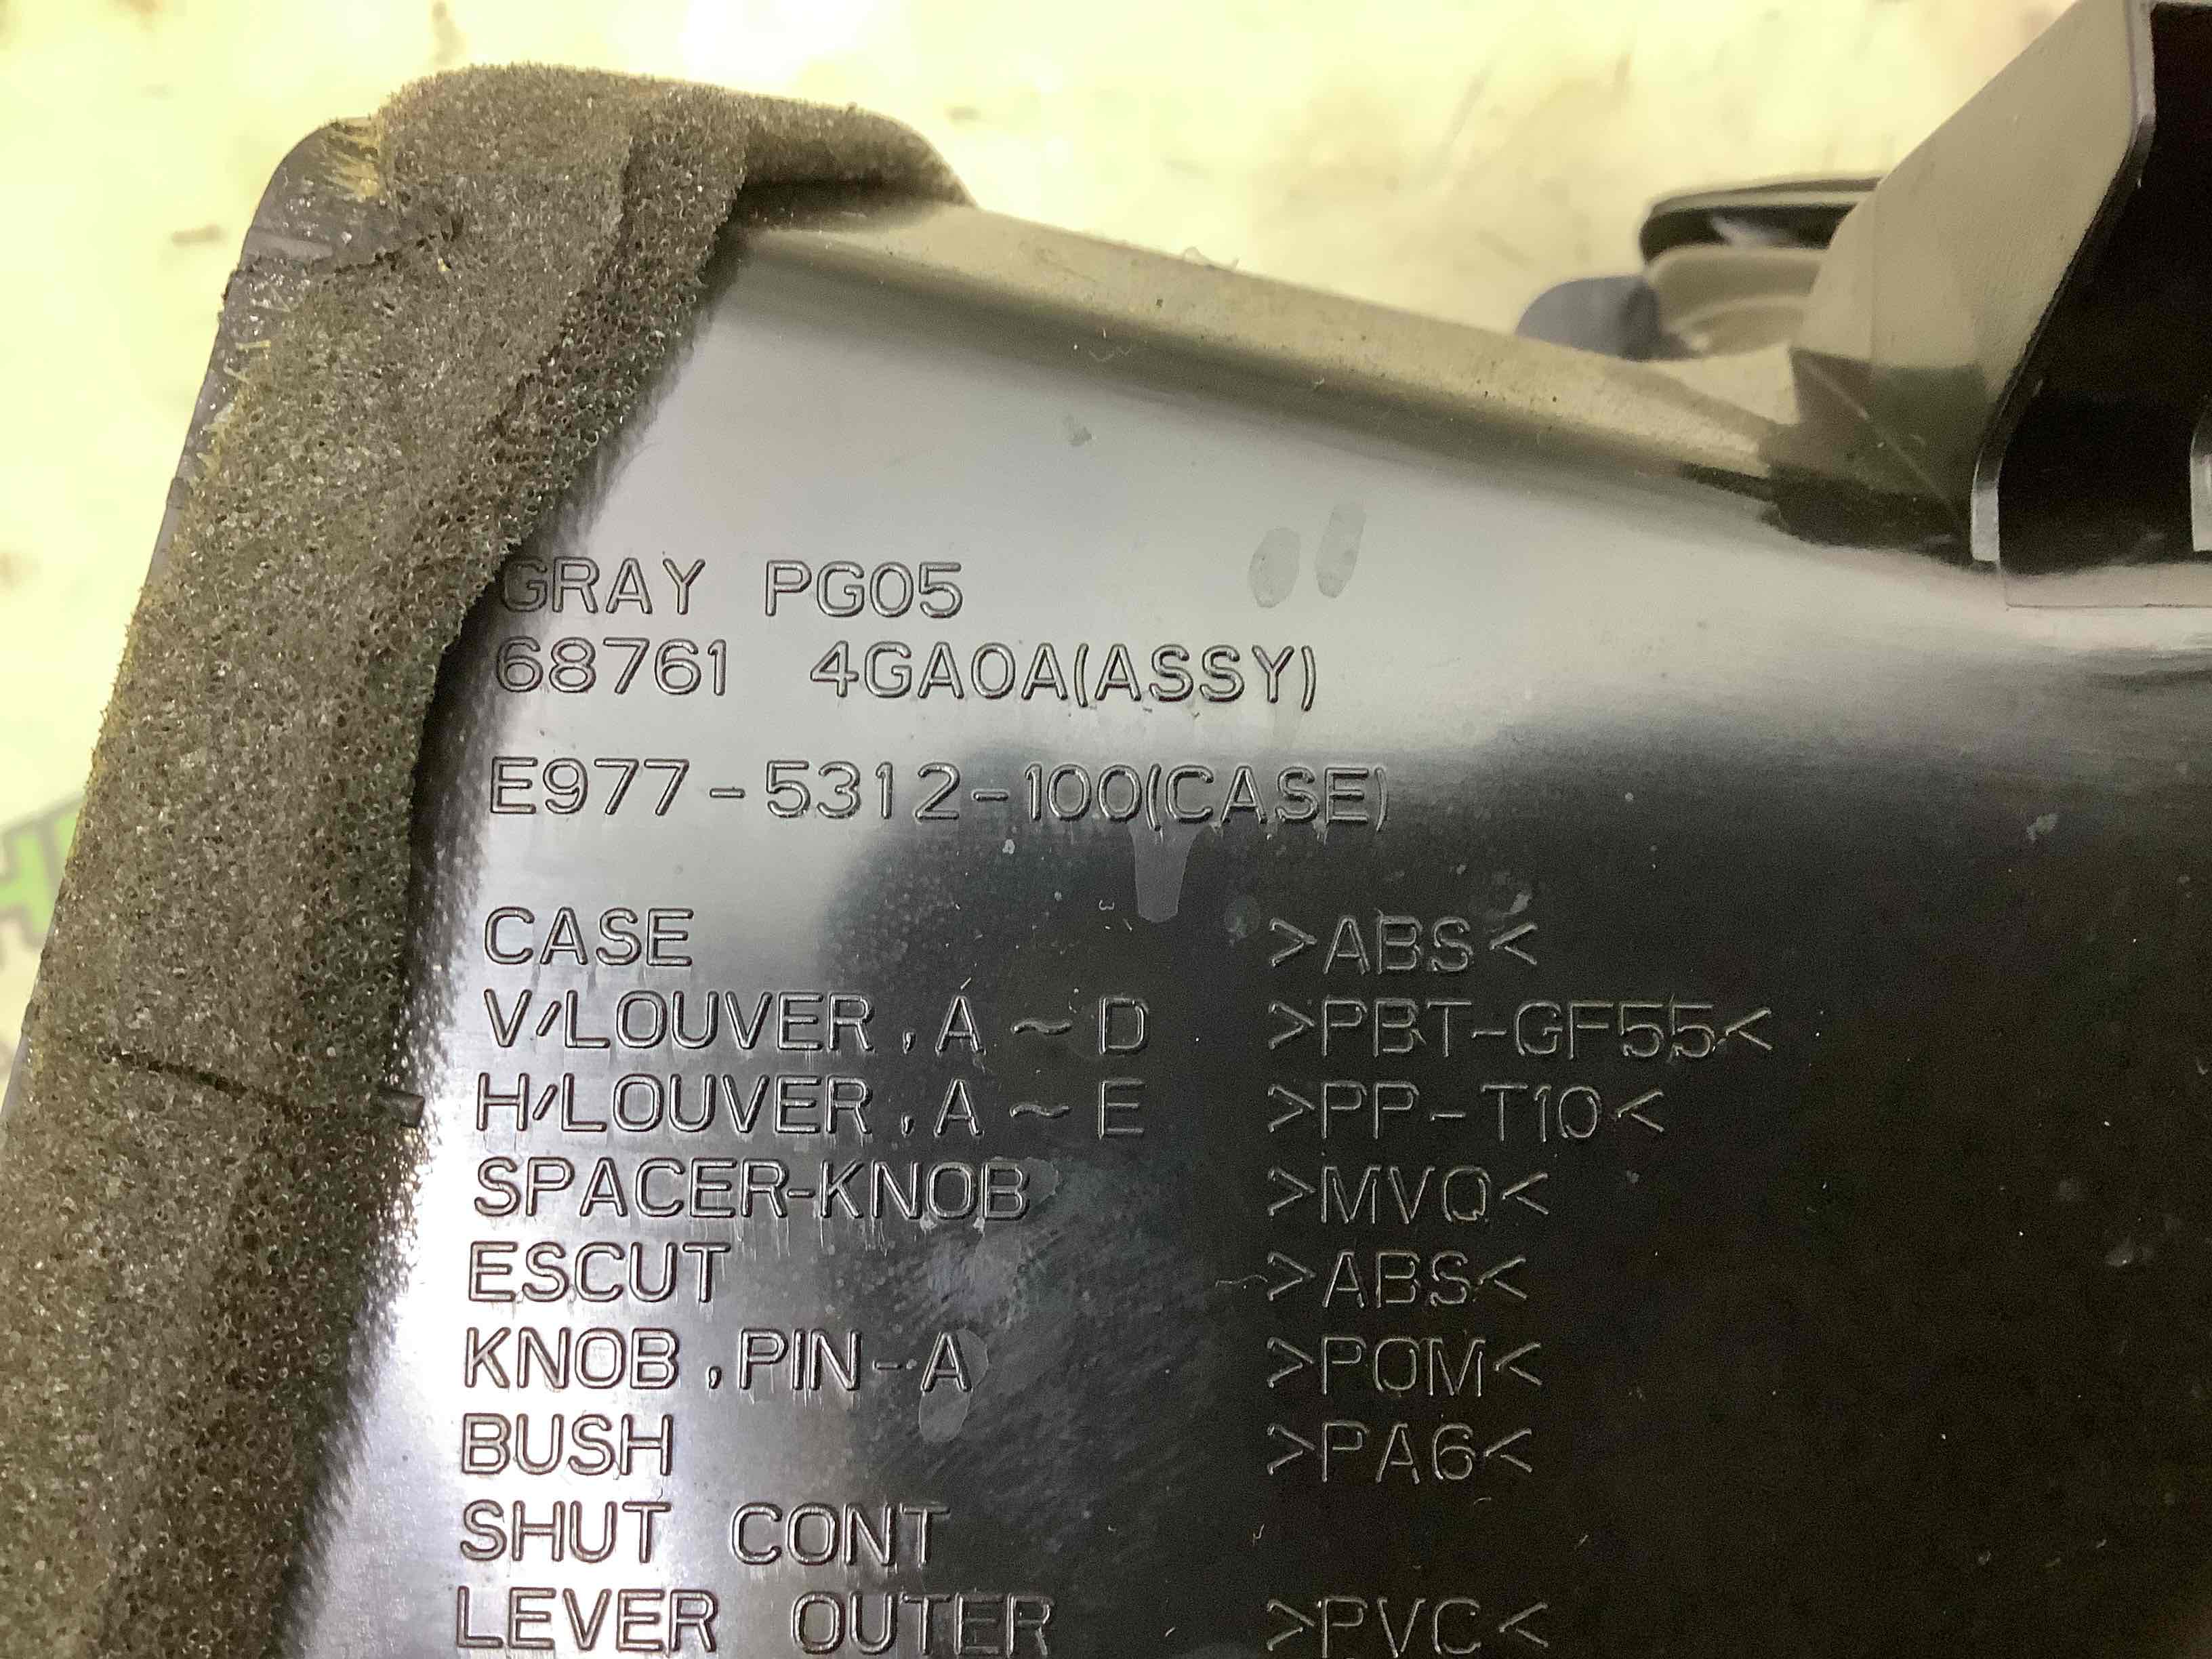 GRAY PG05
68761 4GA0A(ASSY)
E977-5312-100(CASE)
CASE >ABS<
V/LOUVER,A~D >PBT-GF55<
H/LOUVER,A~E >PP-T10<
SPACER-KNOB >MVQ<
ESCUT >ABS<
KNOB,PIN-A >POM<
BUSH >PA6<
SHUT CONT
LEVER OUTER >PVC<